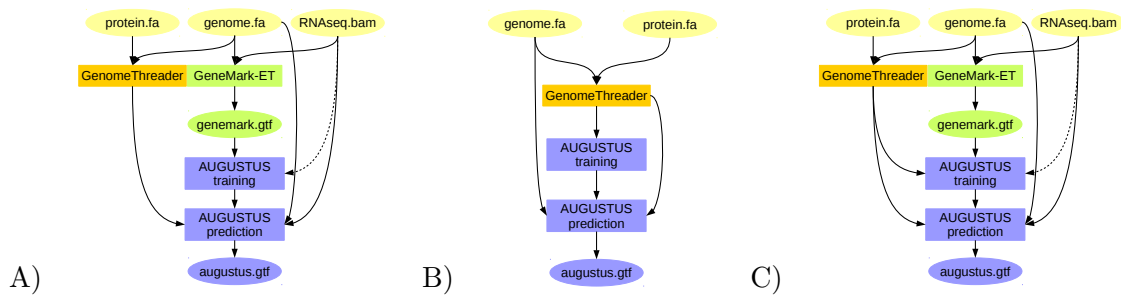 protein.fa
genome.fa
RNAseq.bam
GenomeThreader
GeneMark-ET
genemark.gtf
AUGUSTUS
training
AUGUSTUS
prediction
augustus.gtf
A)
genome.fa
protein.fa
GenomeThreader
AUGUSTUS
training
AUGUSTUS
prediction
augustus.gtf
B)
protein.fa
genome.fa
RNAseq.bam
GenomeThreader
GeneMark-ET
genemark.gtf
AUGUSTUS
training
AUGUSTUS
prediction
augustus.gtf
C)